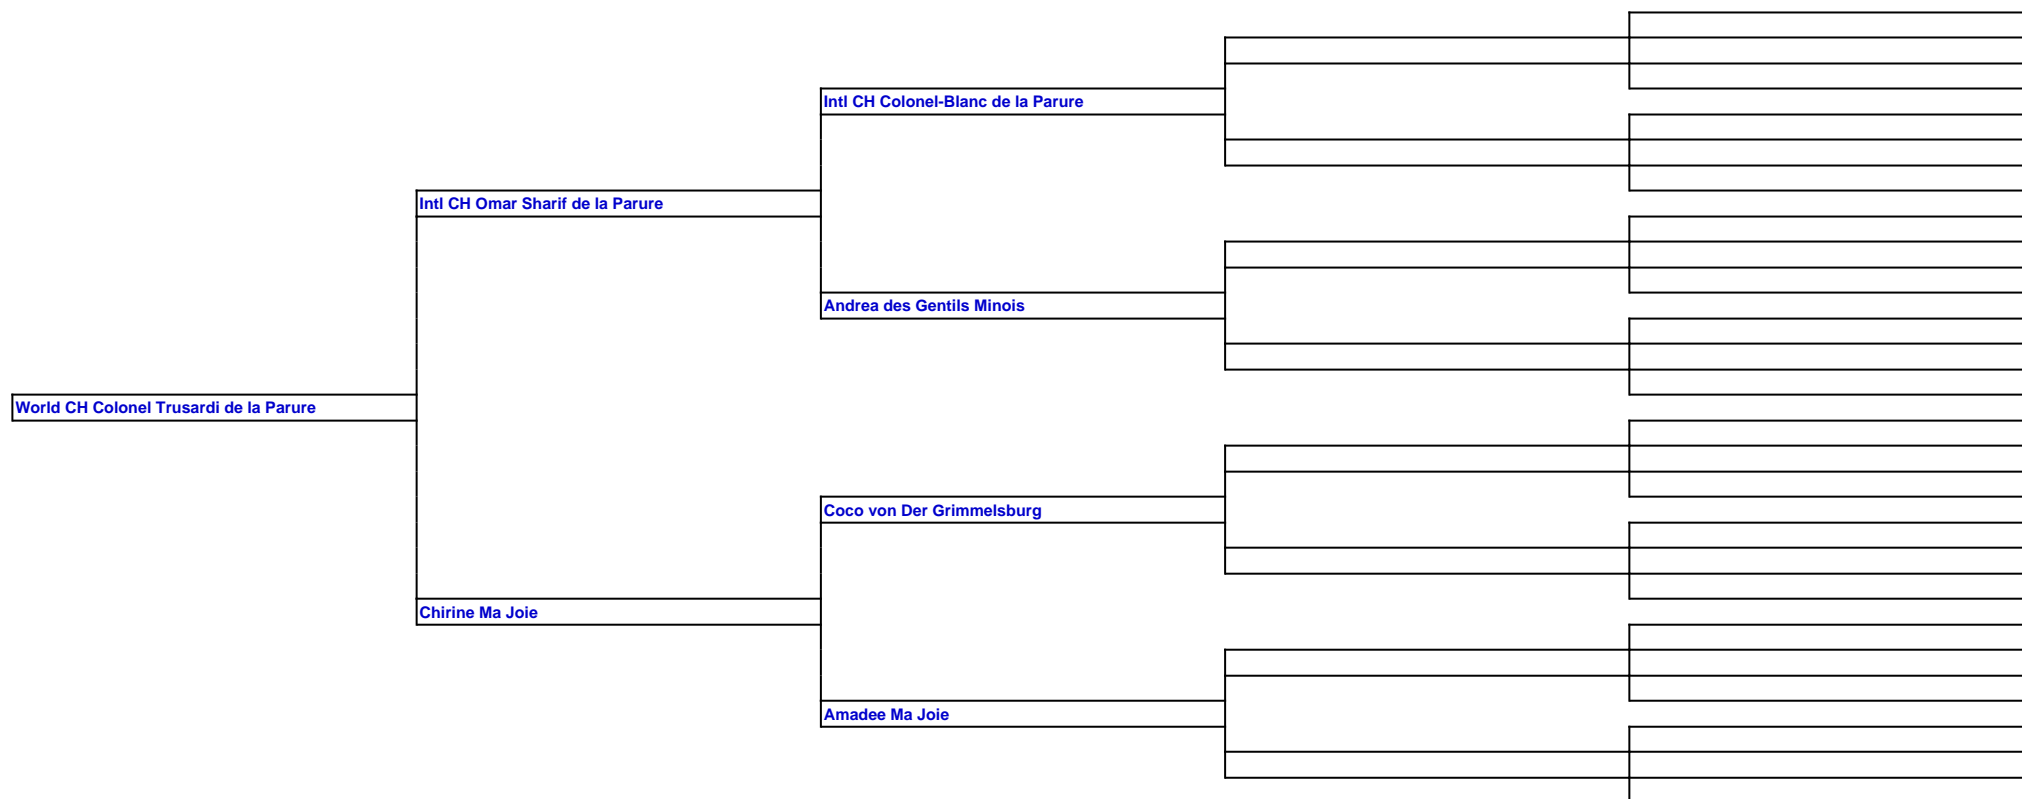 Intl CH Colonel-Blanc de la Parure
Intl CH Omar Sharif de la Parure
Andrea des Gentils Minois
World CH Colonel Trusardi de la Parure
Coco von Der Grimmelsburg
Chirine Ma Joie
Amadee Ma Joie